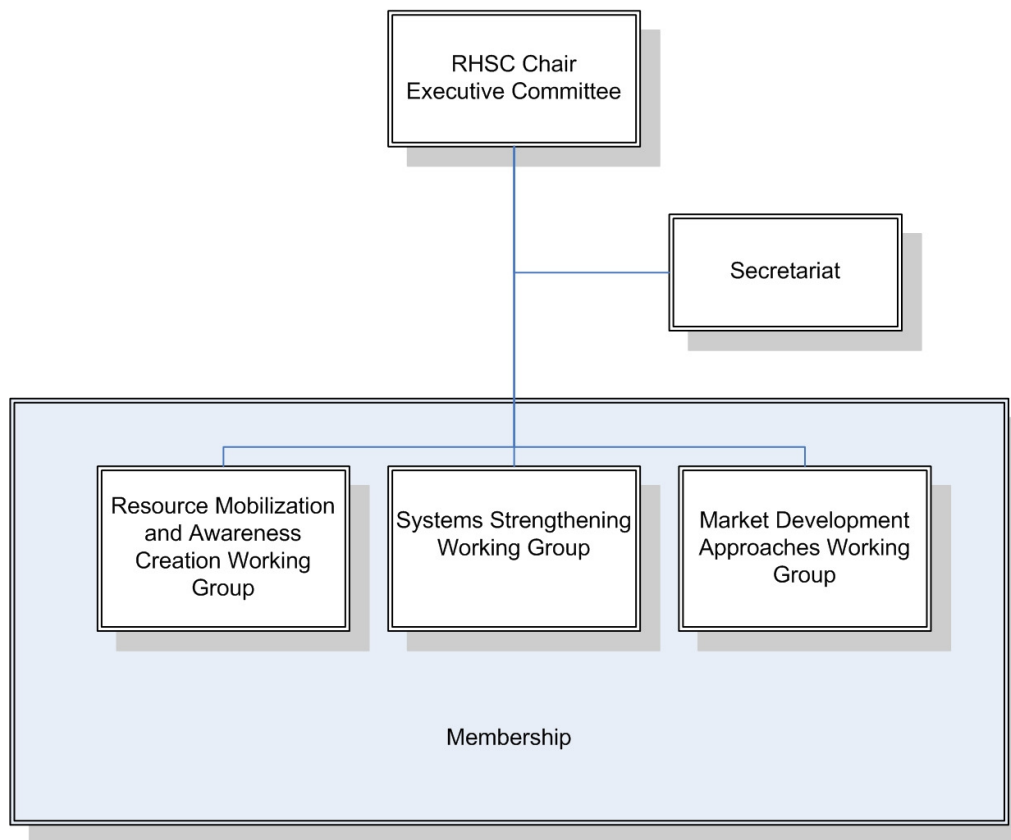 RHSC Chair
Executive Committee
Secretariat
Resource Mobilization
and Awareness
Creation Working
Group
Systems Strengthening
Working Group
Market Development
Approaches Working
Group
Membership